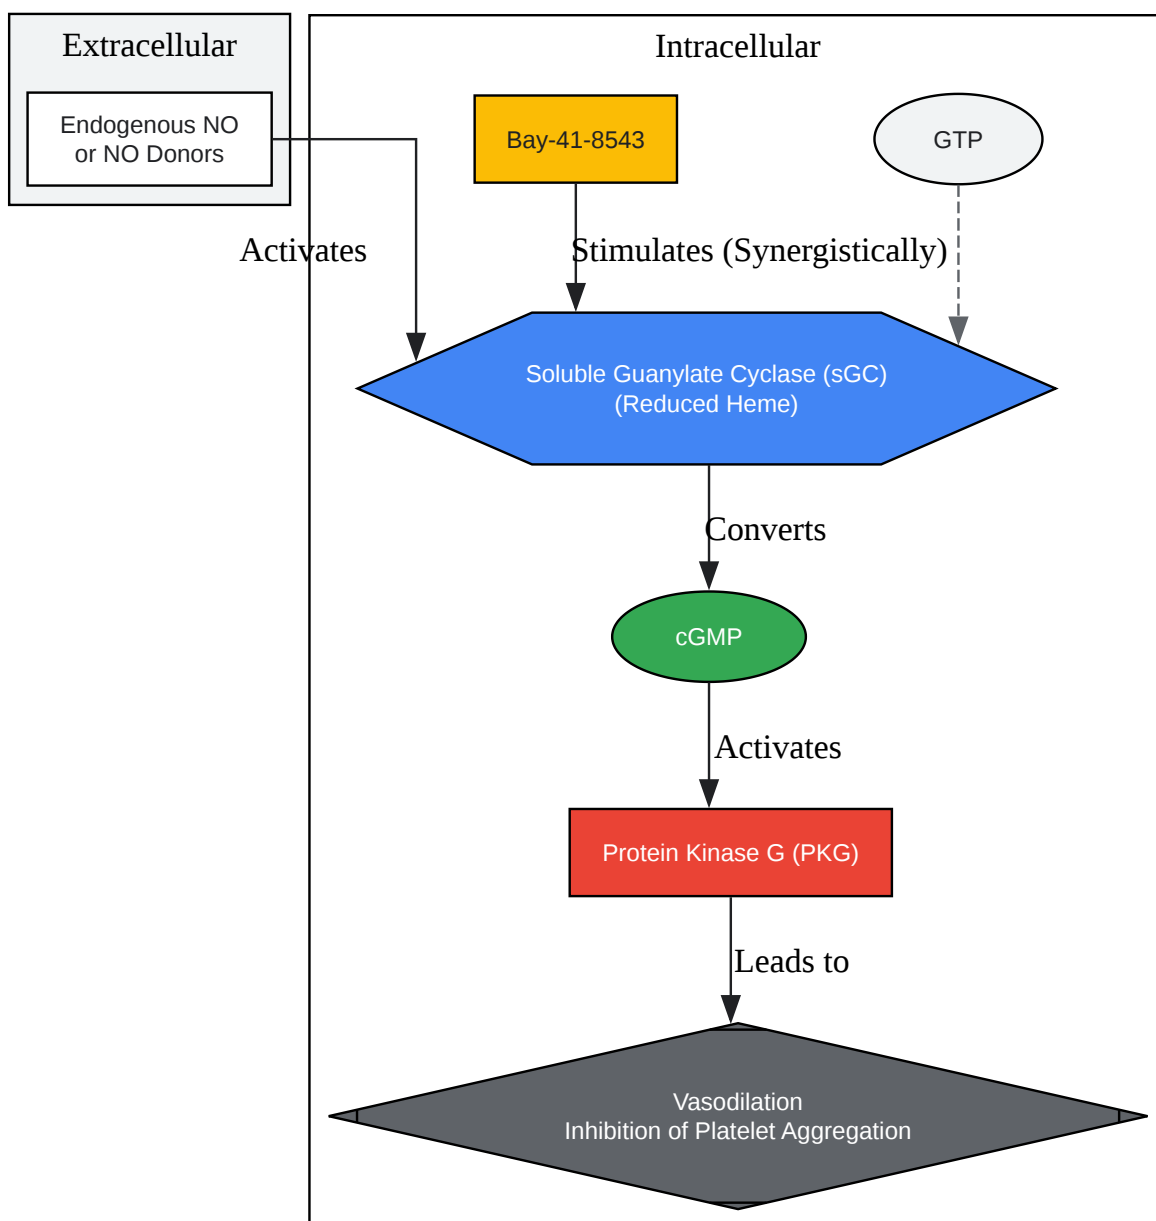 Extracellular
Intracellular
Endogenous NO
or NO Donors
Bay-41-8543
GTP
Activates
Stimulates (Synergistically)
Soluble Guanylate Cyclase (sGC)
(Reduced Heme)
Converts
cGMP
Activates
Protein Kinase G (PKG)
Leads to
Vasodilation
Inhibition of Platelet Aggregation